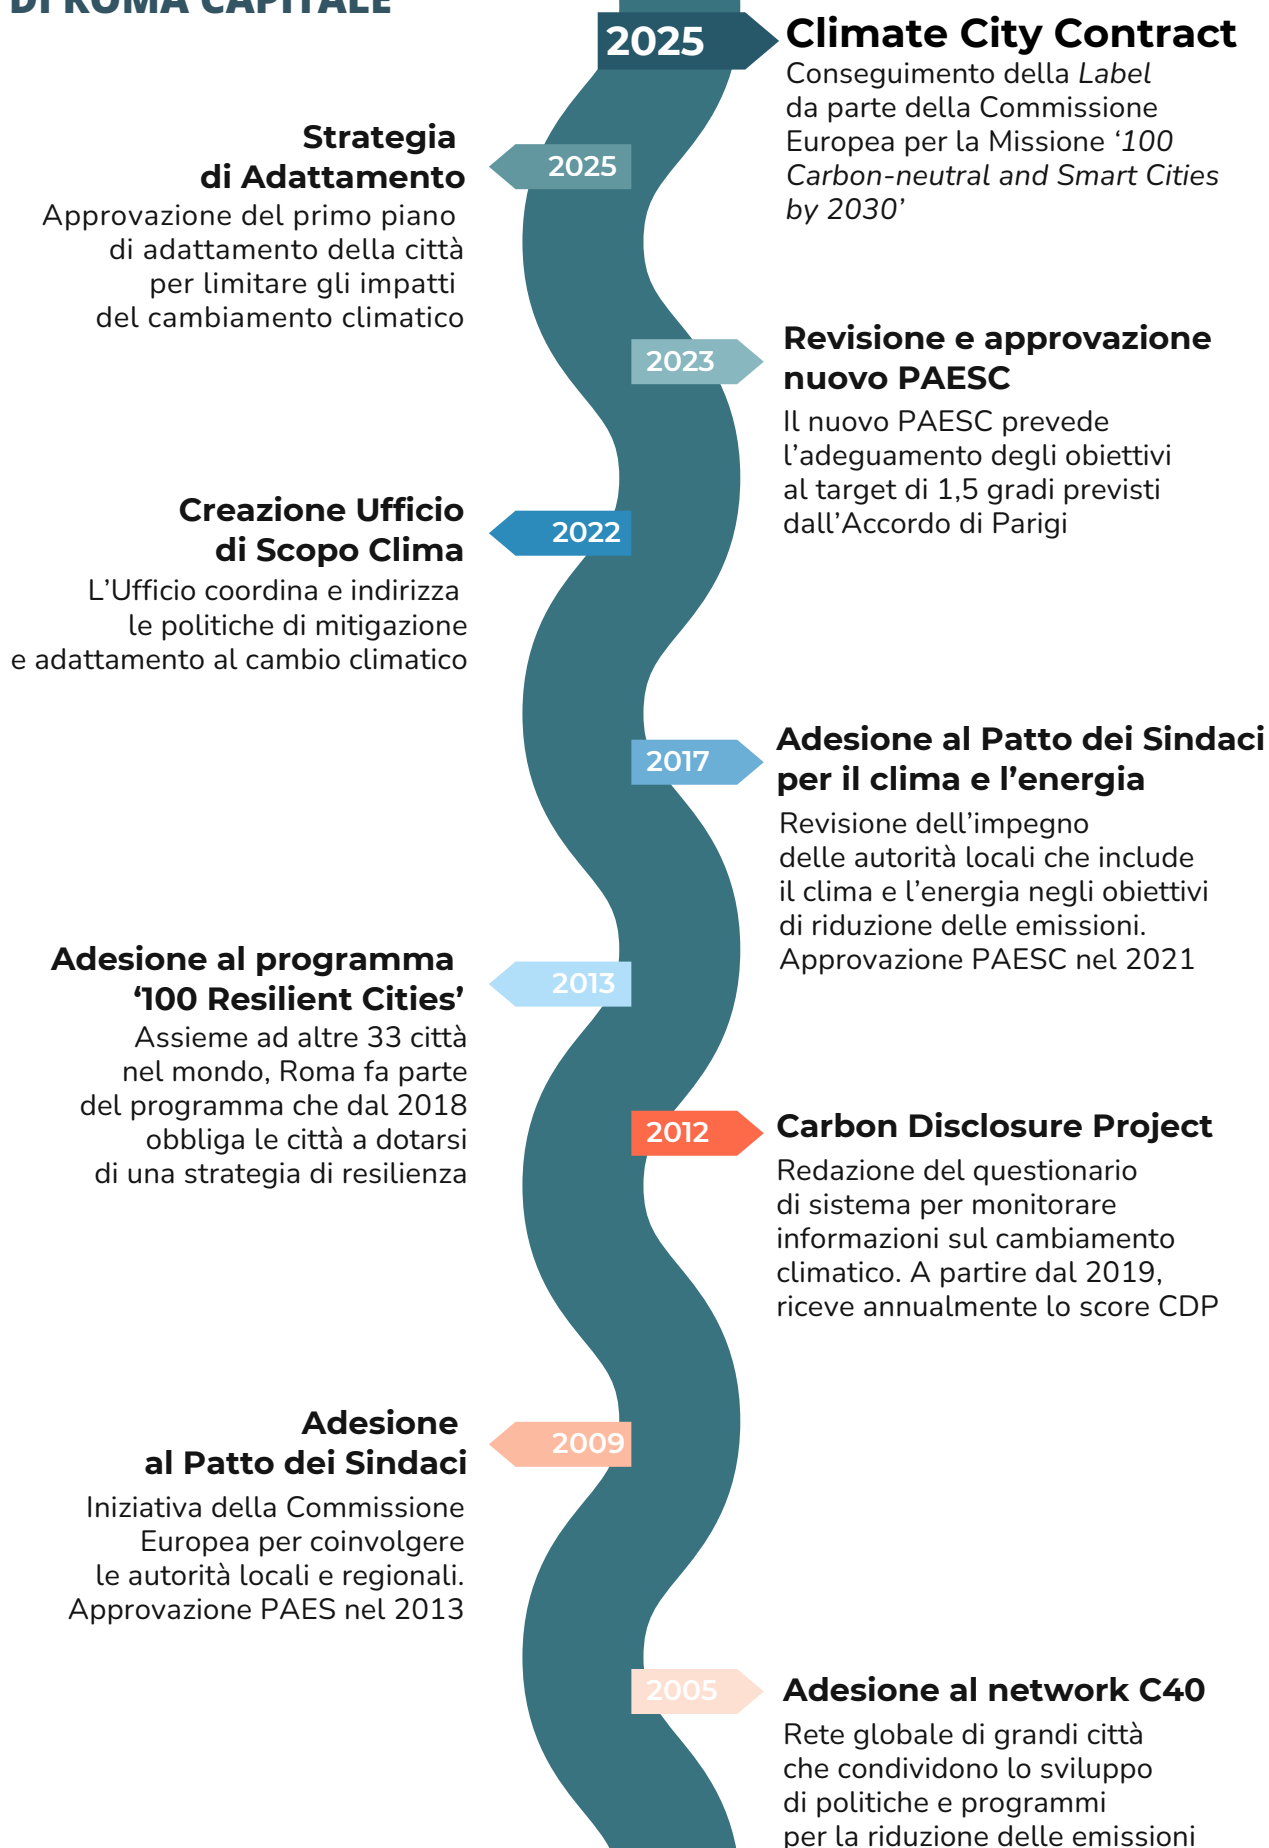 DI ROMA CAPITALE
2025
Climate City Contract
Conseguimento della Label
da parte della Commissione
Europea per la Missione ‘100
Carbon-neutral and Smart Cities
by 2030’
Strategia
di Adattamento
2025
Approvazione del primo piano
di adattamento della città
per limitare gli impatti
del cambiamento climatico
2023
Revisione e approvazione
nuovo PAESC
Il nuovo PAESC prevede
l’adeguamento degli obiettivi
al target di 1,5 gradi previsti
dall’Accordo di Parigi
Creazione Ufficio
di Scopo Clima
2022
L’Ufficio coordina e indirizza
le politiche di mitigazione
e adattamento al cambio climatico
2017
Adesione al Patto dei Sindaci
per il clima e l’energia
Revisione dell’impegno
delle autorità locali che include
il clima e l’energia negli obiettivi
di riduzione delle emissioni.
Approvazione PAESC nel 2021
Adesione al programma
‘100 Resilient Cities’
2013
Assieme ad altre 33 città
nel mondo, Roma fa parte
del programma che dal 2018
obbliga le città a dotarsi
di una strategia di resilienza
2012
Carbon Disclosure Project
Redazione del questionario
di sistema per monitorare
informazioni sul cambiamento
climatico. A partire dal 2019,
riceve annualmente lo score CDP
Adesione
al Patto dei Sindaci
2009
Iniziativa della Commissione
Europea per coinvolgere
le autorità locali e regionali.
Approvazione PAES nel 2013
2005
Adesione al network C40
Rete globale di grandi città
che condividono lo sviluppo
di politiche e programmi
per la riduzione delle emissioni